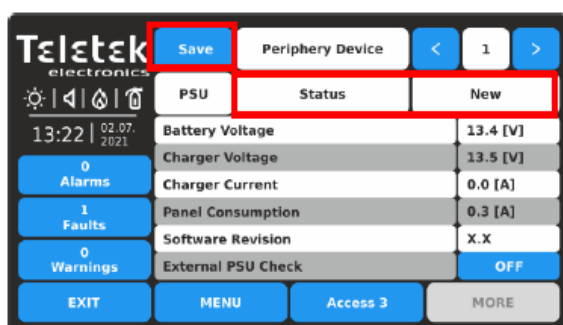 Tεlεtεk
electronics
Save
Periphery Device
<
1
>
PSU
Status
New
13:22
02.07.
2021
Battery Voltage
13.4 [V]
Charger Voltage
13.5 [V]
0
Alarms
Charger Current
0.0 [A]
1
Faults
Panel Consumption
0.3 [A]
Software Revision
X.X
0
Warnings
External PSU Check
OFF
EXIT
MENU
Access 3
MORE